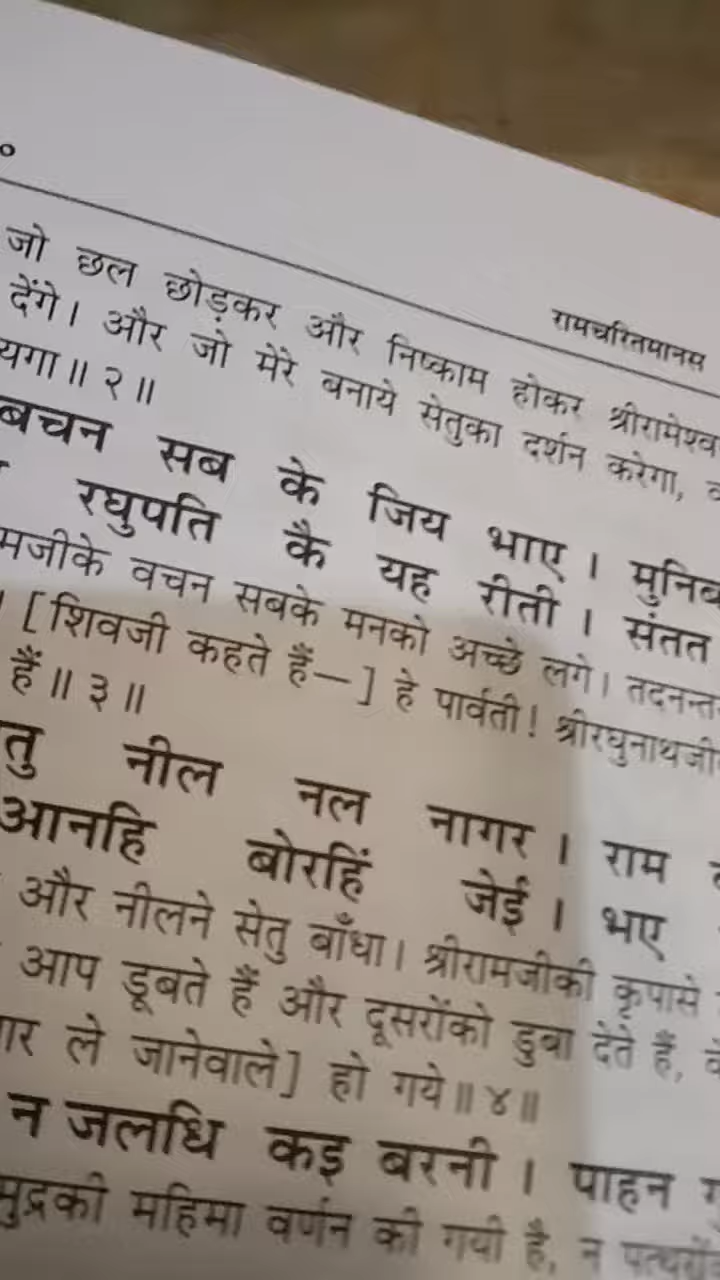 ०
रामचरितमानस
जो छल छोड़कर और निष्काम होकर श्रीरामेश्व
देंगे। और जो मेरे बनाये सेतुका दर्शन करेगा,
यगा॥ २॥
बचन सब के जिय भाए । मुनिब
रघुपति कै यह रीती । संतत
मजीके वचन सबके मनको अच्छे लगे। तदनन्त
। [शिवजी कहते हैं—] हे पार्वती! श्रीरघुनाथजी
हैं॥ ३॥
तु नील नल नागर । राम
आनहि बोरहिं जेई । भए
और नीलने सेतु बाँधा। श्रीरामजीकी कृपासे
आप डूबते हैं और दूसरोंको डुबा देते हैं,
ार ले जानेवाले] हो गये॥ ४॥
न जलधि कइ बरनी । पाहन
मुद्रकी महिमा वर्णन की गयी है, न पत्थरों